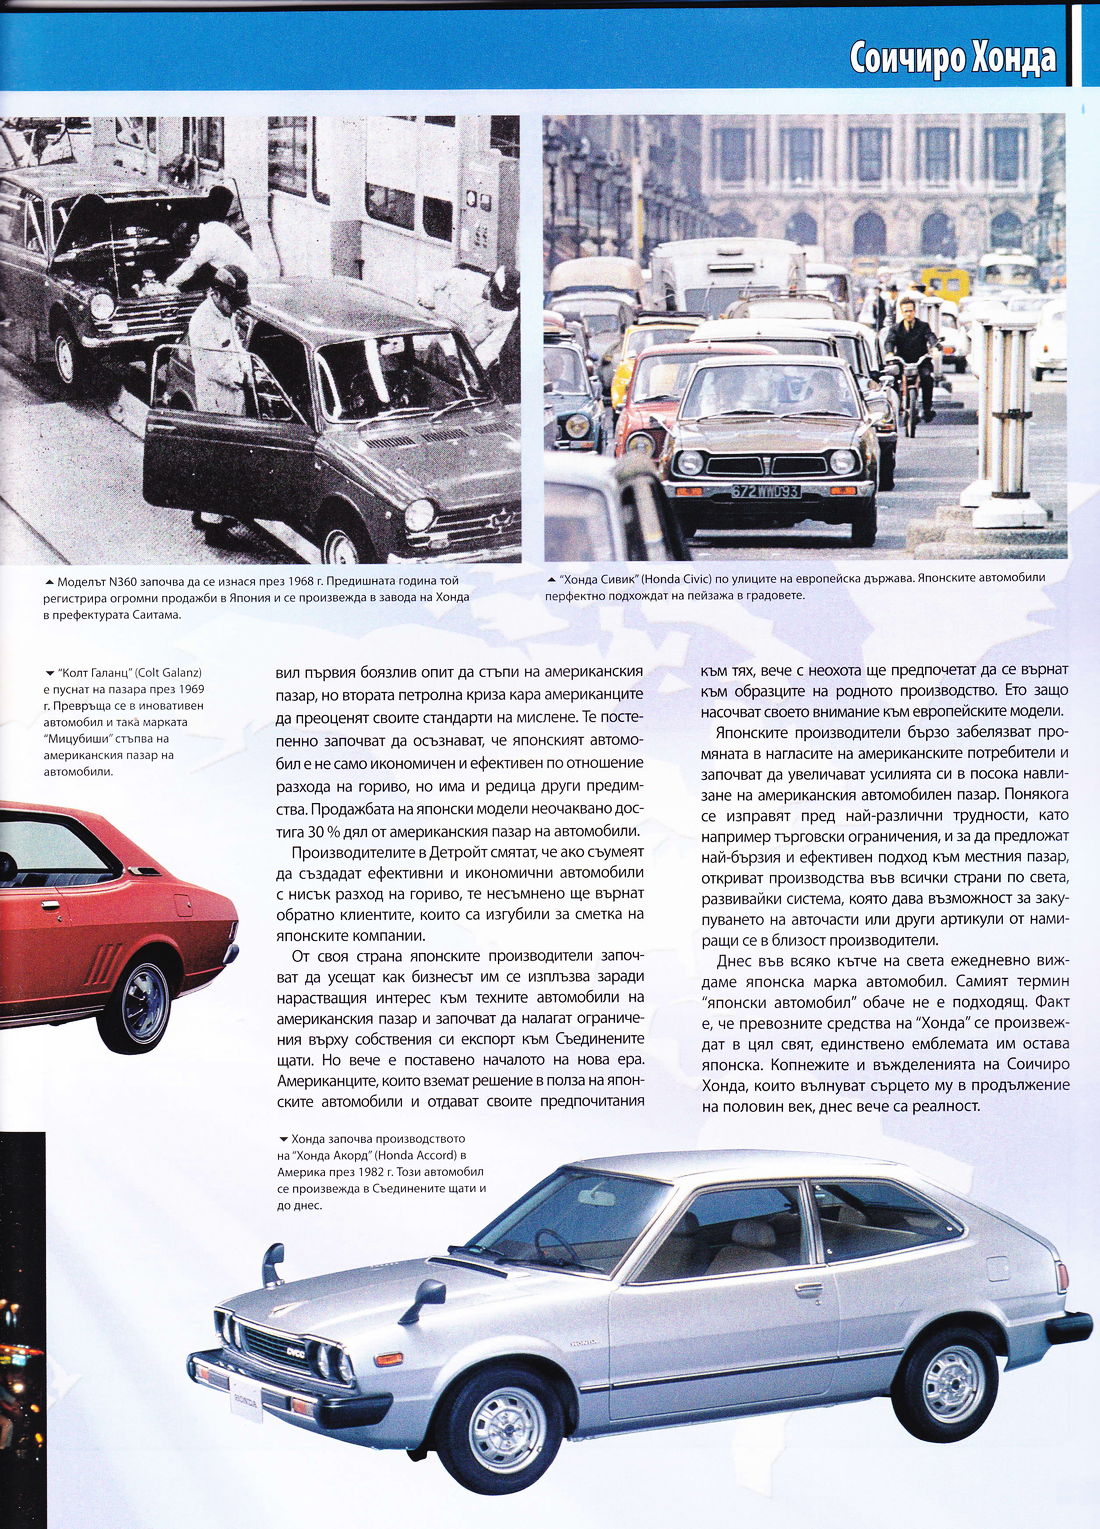 Соичиро Хонда
672WWD93
▲ Моделът N360 започва да се изнася през 1968 г. Предишната година той
регистрира огромни продажби в Япония и се произвежда в завода на Хонда
в префектурата Саитама.
▲ “Хонда Сивик” (Honda Civic) по улиците на европейска държава. Японските автомобили
перфектно подхождат на пейзажа в градовете.
▼ “Колт Галанц” (Colt Galanz)
е пуснат на пазара през 1969
г. Превръща се в иновативен
автомобил и така марката
“Мицубиши” стъпва на
американския пазар на
автомобили.
вил първия боязлив опит да стъпи на американския
пазар, но втората петролна криза кара американците
да преоценят своите стандарти на мислене. Те посте-
пенно започват да осъзнават, че японският автомо-
бил е не само икономичен и ефективен по отношение
разхода на гориво, но има и редица други предим-
ства. Продажбата на японски модели неочаквано дос-
тига 30 % дял от американския пазар на автомобили.
Производителите в Детройт смятат, че ако съумеят
да създадат ефективни и икономични автомобили
с нисък разход на гориво, те несъмнено ще върнат
обратно клиентите, които са изгубили за сметка на
японските компании.
От своя страна японските производители започ-
ват да усещат как бизнесът им се изплъзва заради
нарастващия интерес към техните автомобили на
американския пазар и започват да налагат ограниче-
ния върху собствения си експорт към Съединените
щати. Но вече е поставено началото на нова ера.
Американците, които вземат решение в полза на япон-
ските автомобили и отдават своите предпочитания
към тях, вече с неохота ще предпочетат да се върнат
към образците на родното производство. Ето защо
насочват своето внимание към европейските модели.
Японските производители бързо забелязват про-
мяната в нагласите на американските потребители и
започват да увеличават усилията си в посока навли-
зане на американския автомобилен пазар. Понякога
се изправят пред най-различни трудности, като
например търговски ограничения, и за да предложат
най-бързия и ефективен подход към местния пазар,
откриват производства във всички страни по света,
развивайки система, която дава възможност за заку-
пуването на авточасти или други артикули от нами-
ращи се в близост производители.
Днес във всяко кътче на света ежедневно виж-
даме японска марка автомобил. Самият термин
“японски автомобил” обаче не е подходящ. Факт
е, че превозните средства на “Хонда” се произвеж-
дат в цял свят, единствено емблемата им остава
японска. Копнежите и въжделенията на Соичиро
Хонда, които вълнуват сърцето му в продължение
на половин век, днес вече са реалност.
▼ Хонда започва производството
на “Хонда Акорд” (Honda Accord) в
Америка през 1982 г. Този автомобил
се произвежда в Съединените щати и
до днес.
CVCC
HONDA
HONDA